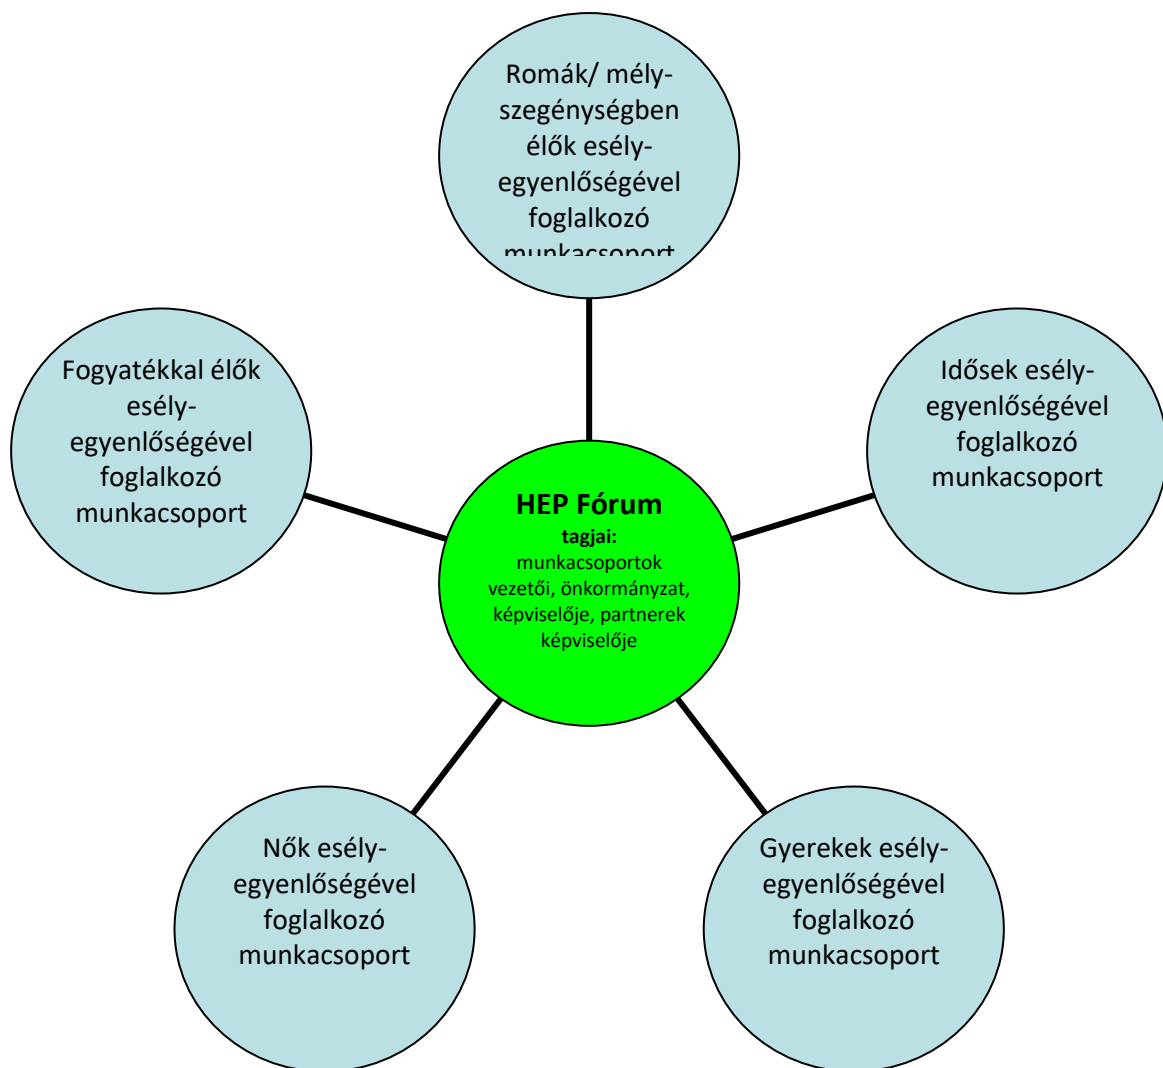 Romák/ mély-
szegénységben
élők esély-
egyenlőségével
foglalkozó
munkacsoport
Fogyatékkal élők
esély-
egyenlőségével
foglalkozó
munkacsoport
Idősek esély-
egyenlőségével
foglalkozó
munkacsoport
HEP Fórum
tagjai:
munkacsoportok
vezetői, önkormányzat,
képviselője, partnerek
képviselője
Nők esély-
egyenlőségével
foglalkozó
munkacsoport
Gyerekek esély-
egyenlőségével
foglalkozó
munkacsoport